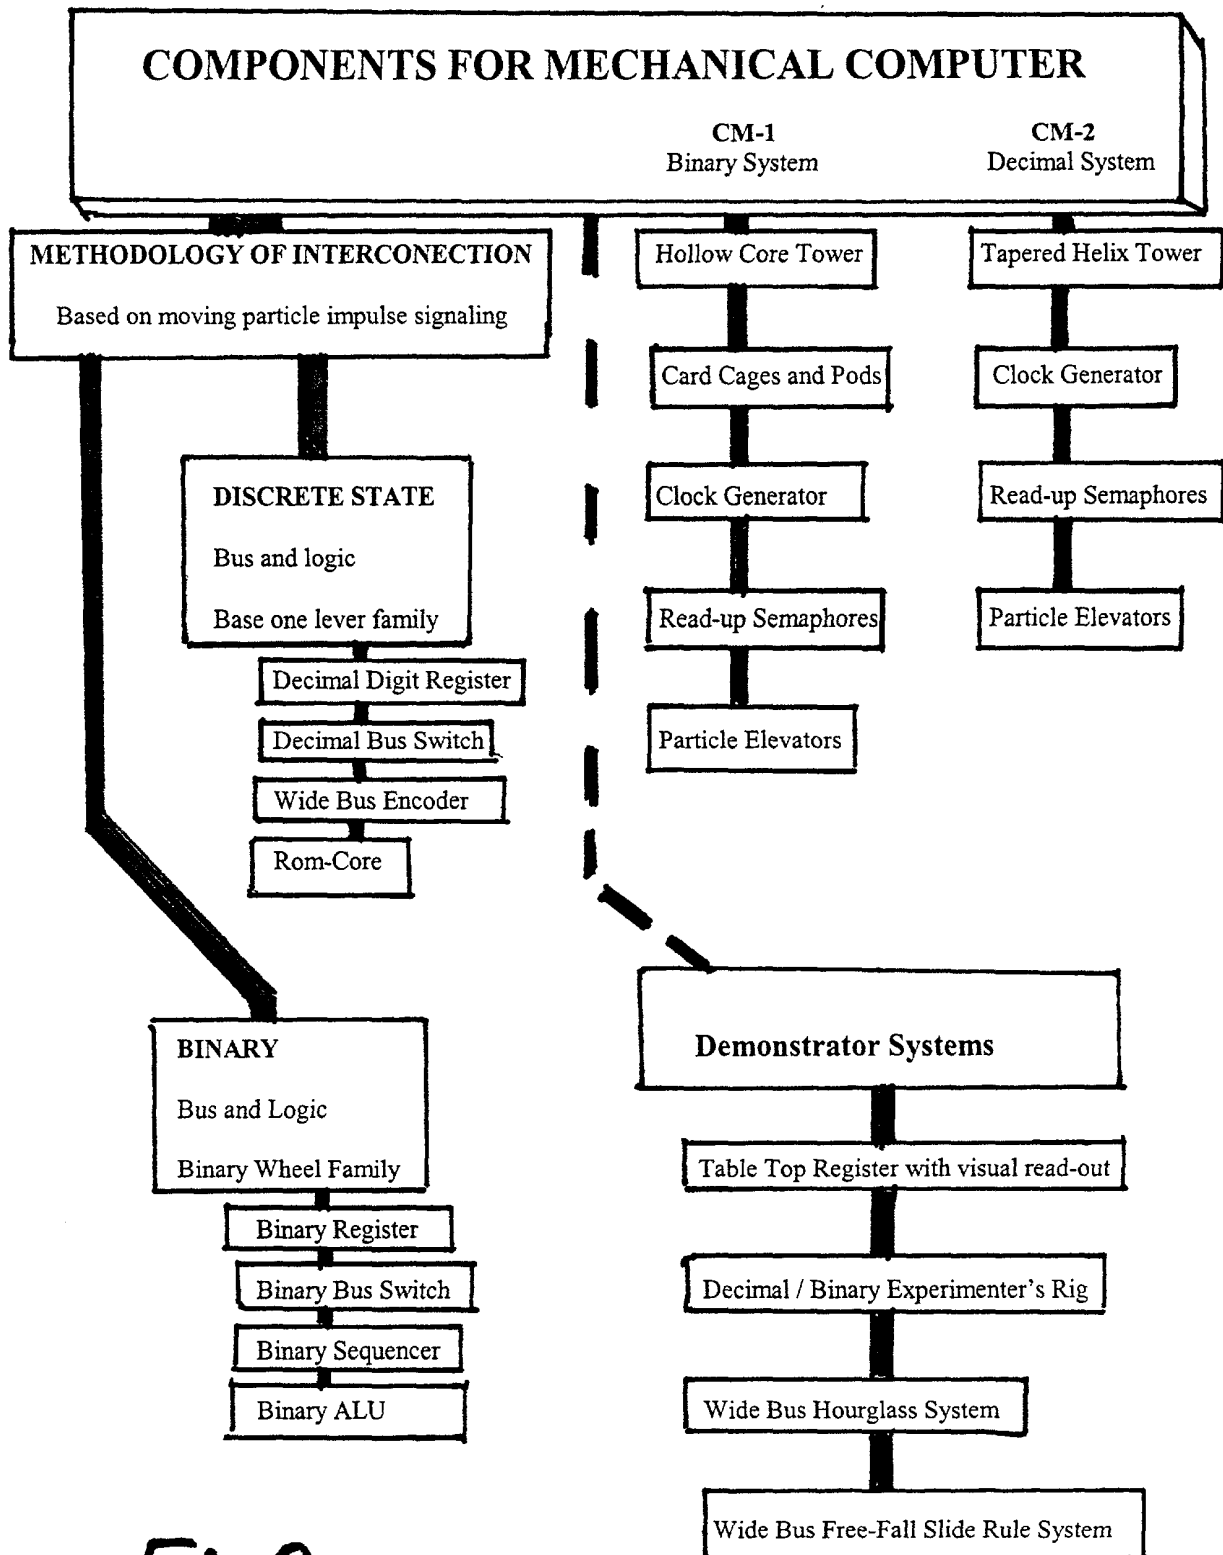 COMPONENTS FOR MECHANICAL COMPUTER
CM-1
Binary System
CM-2
Decimal System
METHODOLOGY OF INTERCONECTION
Based on moving particle impulse signaling
Hollow Core Tower
Card Cages and Pods
Clock Generator
Read-up Semaphores
Particle Elevators
Tapered Helix Tower
Clock Generator
Read-up Semaphores
Particle Elevators
DISCRETE STATE
Bus and logic
Base one lever family
Decimal Digit Register
Decimal Bus Switch
Wide Bus Encoder
Rom-Core
BINARY
Bus and Logic
Binary Wheel Family
Binary Register
Binary Bus Switch
Binary Sequencer
Binary ALU
Demonstrator Systems
Table Top Register with visual read-out
Decimal / Binary Experimenter's Rig
Wide Bus Hourglass System
Wide Bus Free-Fall Slide Rule System